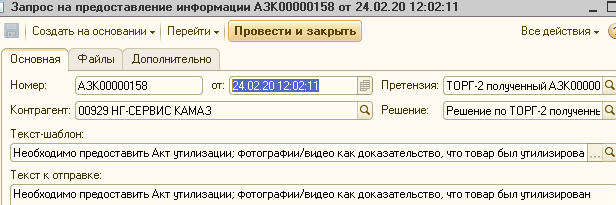 Запрос на предоставление информации АЗК00000158 от 24.02.20 12:02:11
Создать на основании Перейти Провести и закрыть Все действия
Основная Файлы Дополнительно
Номер: АЗК00000158 от: 24.02.20 12:02:11 Претензия: ТОРГ-2 полученный АЗК00000
Контрагент: 00929 НГ-СЕРВИС КАМАЗ Решение: Решение по ТОРГ-2 полученны
Текст-шаблон:
Необходимо предоставить Акт утилизации; фотографии/видео как доказательство, что товар был утилизирова ...
Текст к отправке:
Необходимо предоставить Акт утилизации; фотографии/видео как доказательство, что товар был утилизирован